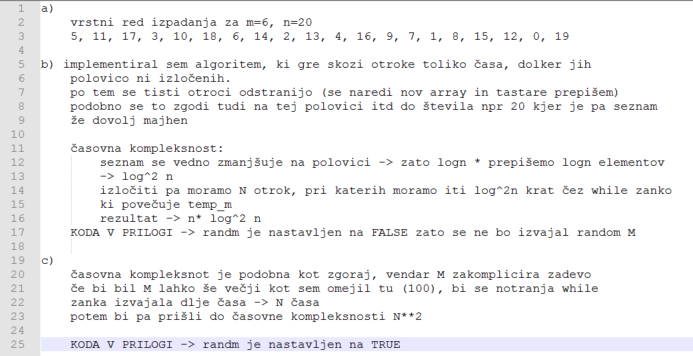 1 a)
2 vrstni red izpadanja za m=6, n=20
3 5, 11, 17, 3, 10, 18, 6, 14, 2, 13, 4, 16, 9, 7, 1, 8, 15, 12, 0, 19
4
5 b) implementiral sem algoritem, ki gre skozi otroke toliko časa, dolker jih
6 polovico ni izločenih.
7 po tem se tisti otroci odstranijo (se naredi nov array in tastare prepišem)
8 podobno se to zgodi tudi na tej polovici itd do števila npr 20 kjer je pa seznam
9 že dovolj majhen
10
11 časovna kompleksnost:
12 seznam se vedno zmanjšuje na polovici -> zato logn * prepišemo logn elementov
13 -> log^2 n
14 izločiti pa moramo N otrok, pri katerih moramo iti log^2n krat čez while zanko
15 ki povečuje temp_m
16 rezultat -> n* log^2 n
17 KODA V PRILOGI -> randm je nastavljen na FALSE zato se ne bo izvajal random M
18
19 c)
20 časovna kompleksnot je podobna kot zgoraj, vendar M zakomplicira zadevo
21 če bi bil M lahko še večji kot sem omejil tu (100), bi se notranja while
22 zanka izvajala dlje časa -> N časa
23 potem bi pa prišli do časovne kompleksnosti N**2
24
25 KODA V PRILOGI -> randm je nastavljen na TRUE